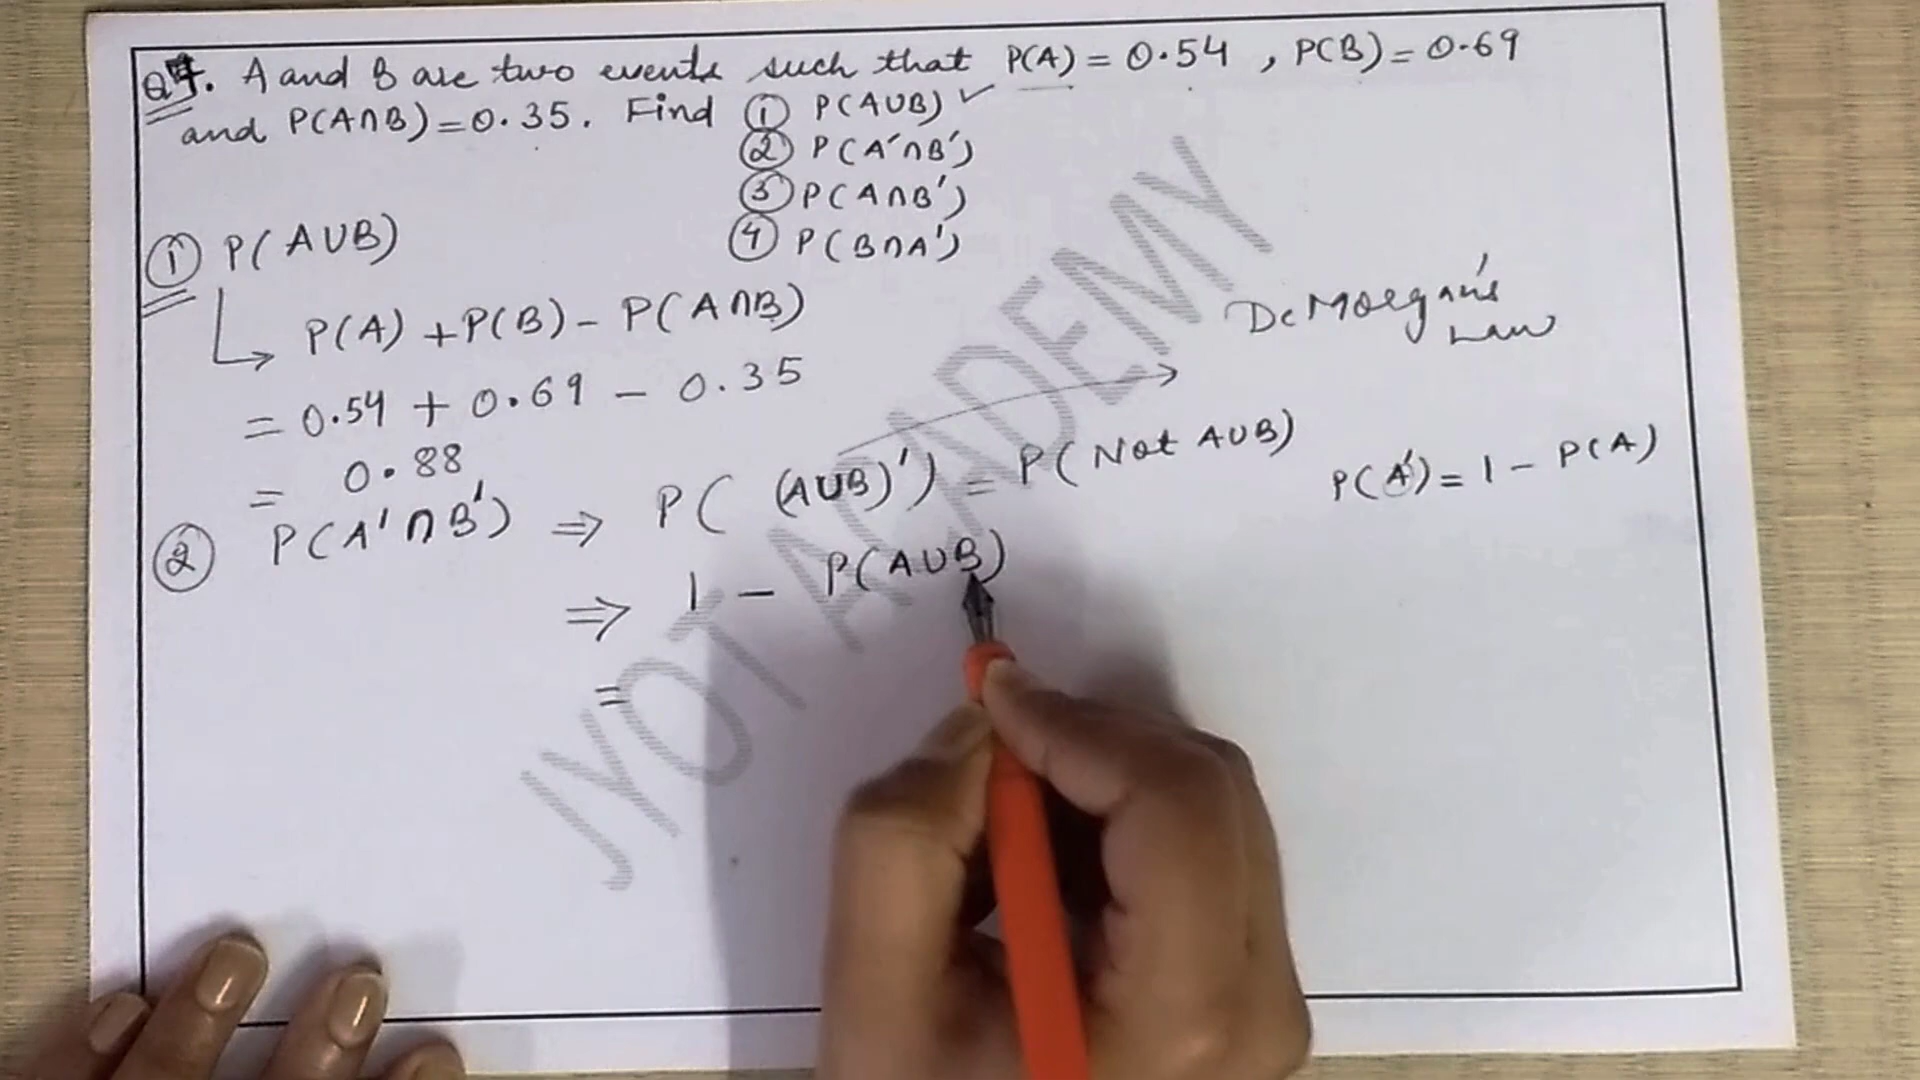 Q7. A and B are two events such that P(A) = 0.54 , P(B) = 0.69
and P(A∩B) = 0.35. Find ① P(A∪B) ✓
② P(A'∩B')
③ P(A∩B')
④ P(B∩A')
① P(A∪B)
P(A) + P(B) - P(A∩B)
= 0.54 + 0.69 - 0.35
= 0.88
De Morgan's
Law
② P(A'∩B') ⇒ P( (A∪B)') = P( Not A∪B)
P(A') = 1 - P(A)
⇒ 1 - P(A∪B)
=
JYOT ACADEMY